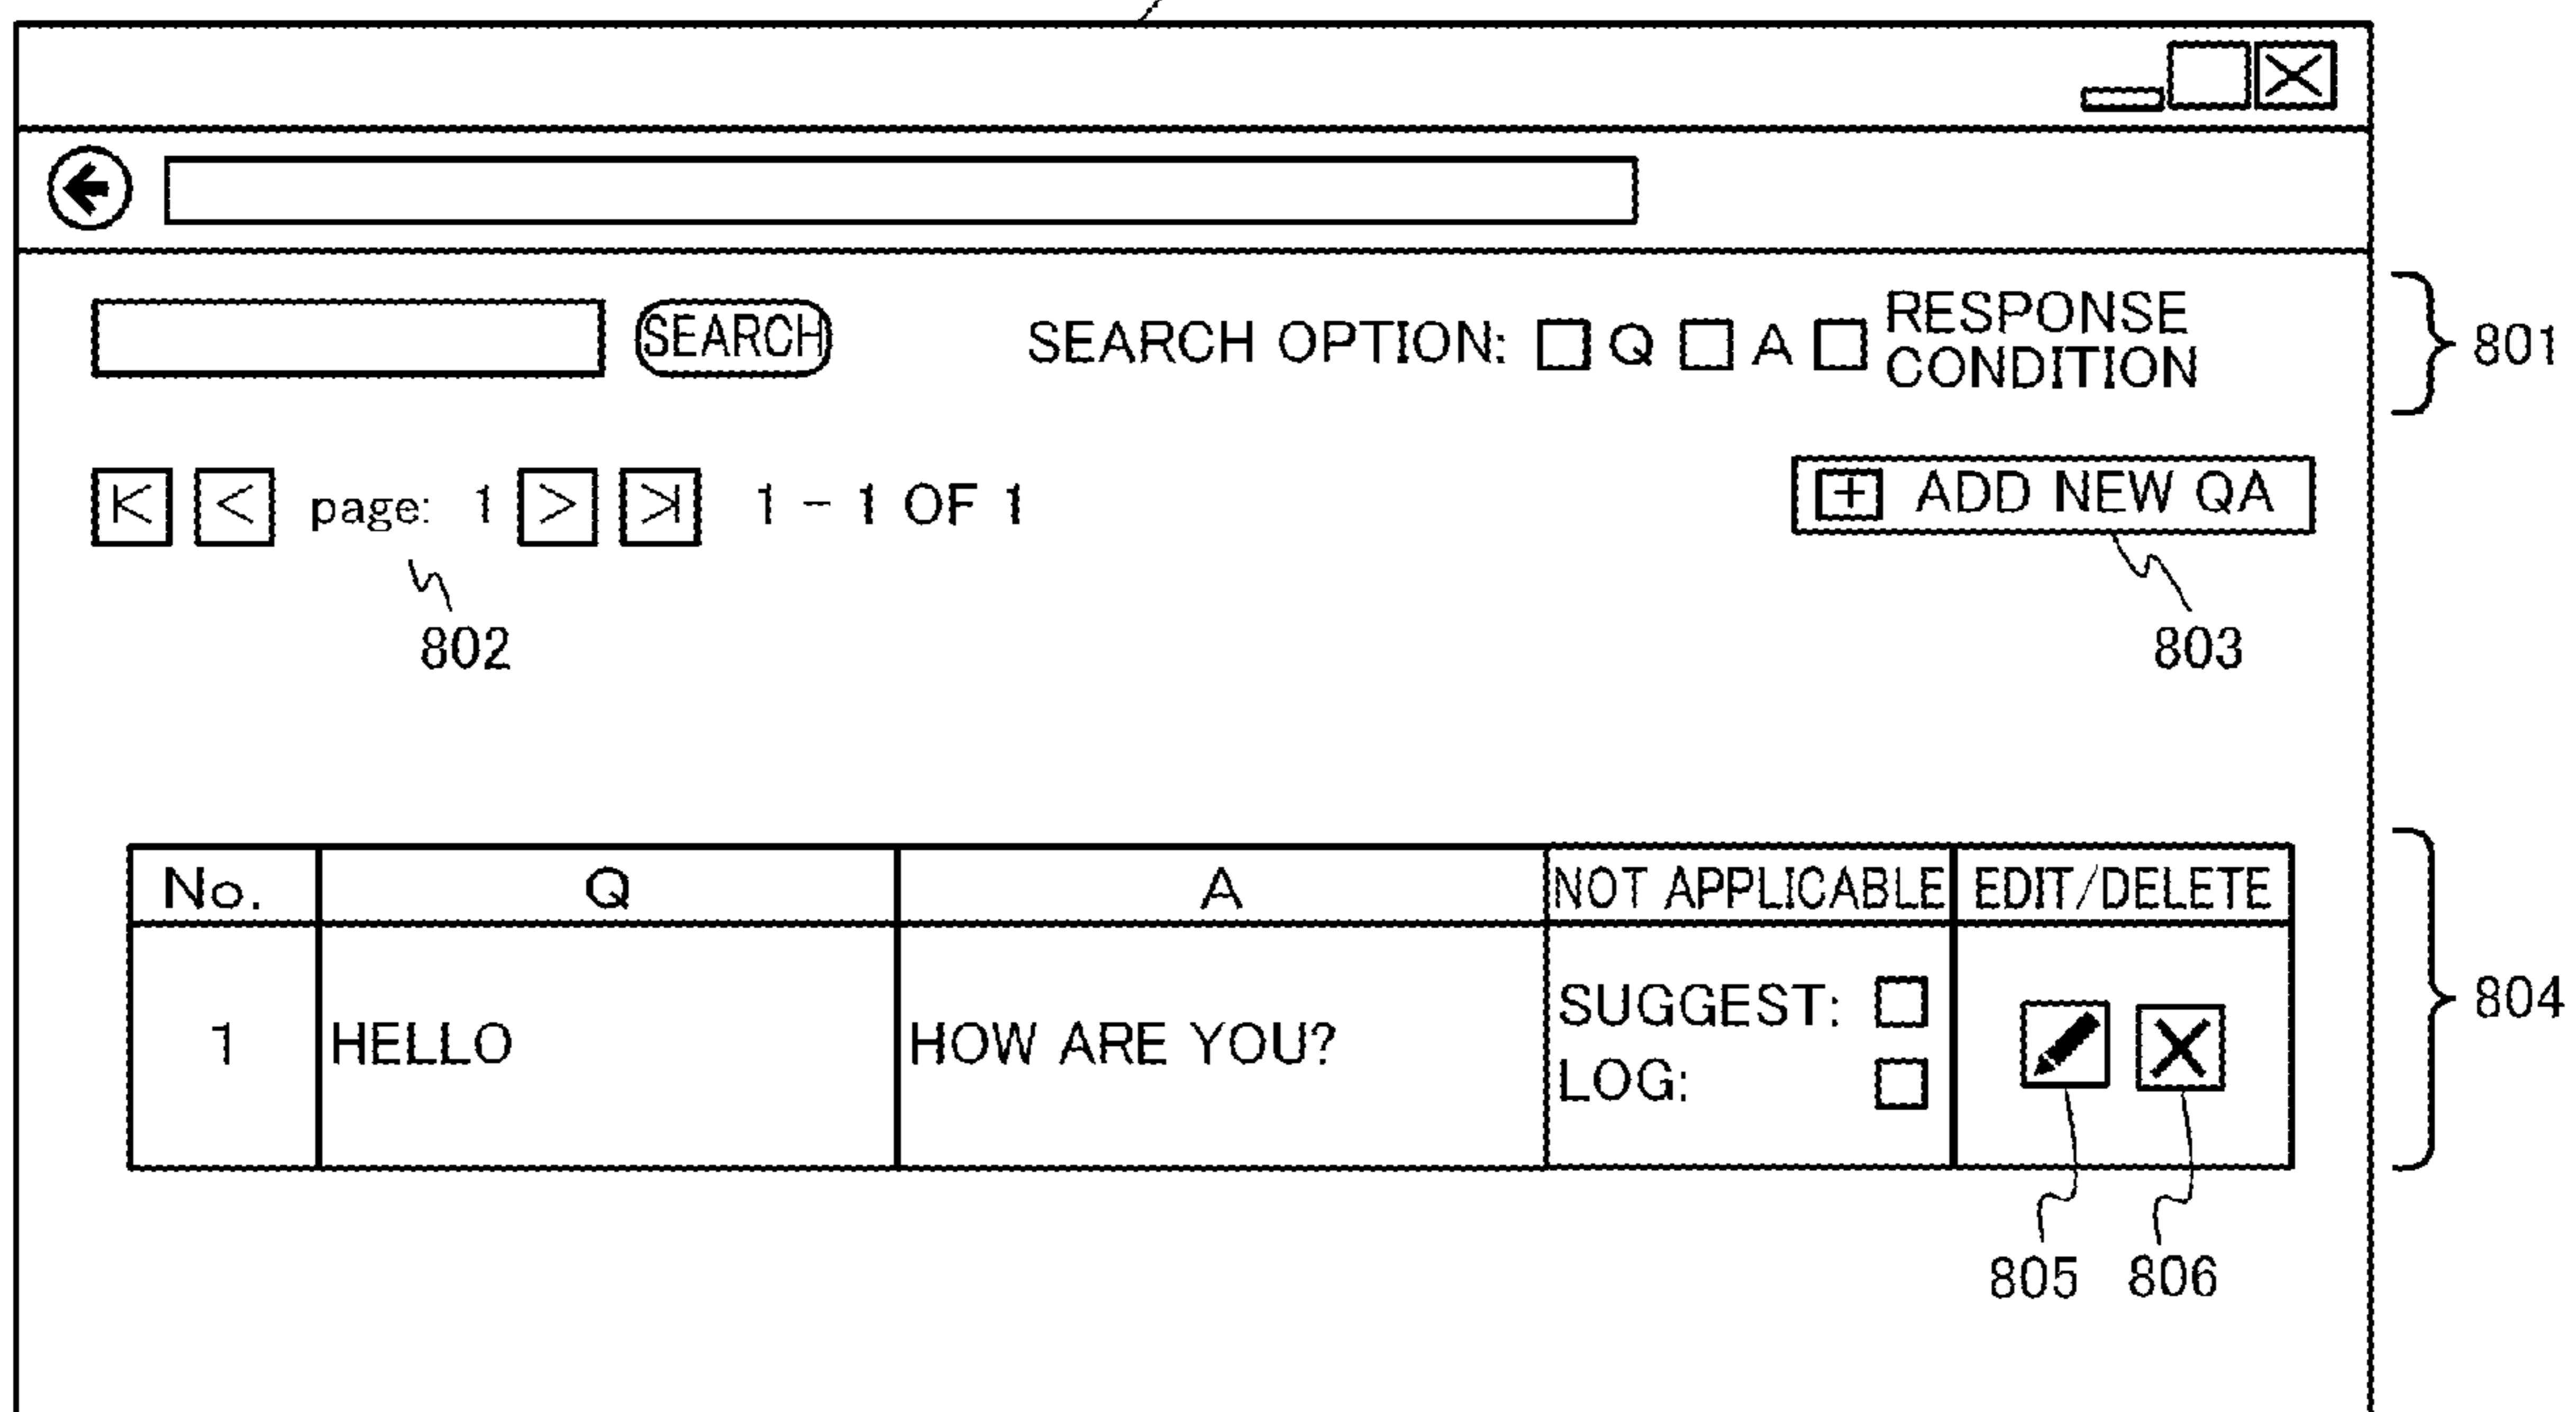 SEARCH SEARCH OPTION: Q A RESPONSE CONDITION 801
page: 1 1 - 1 OF 1 + ADD NEW QA
802 803
No. Q A NOT APPLICABLE EDIT/DELETE
1 HELLO HOW ARE YOU? SUGGEST: 804
LOG:
805 806